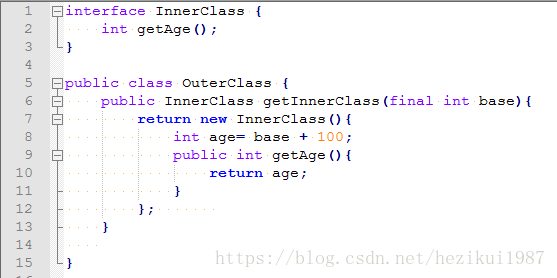 1 interface InnerClass {
2 int getAge();
3 }
4
5 public class OuterClass {
6 public InnerClass getInnerClass(final int base){
7 return new InnerClass(){
8 int age= base + 100;
9 public int getAge(){
10 return age;
11 }
12 };
13 }
14
15 }
https://blog.csdn.net/hezikui1987